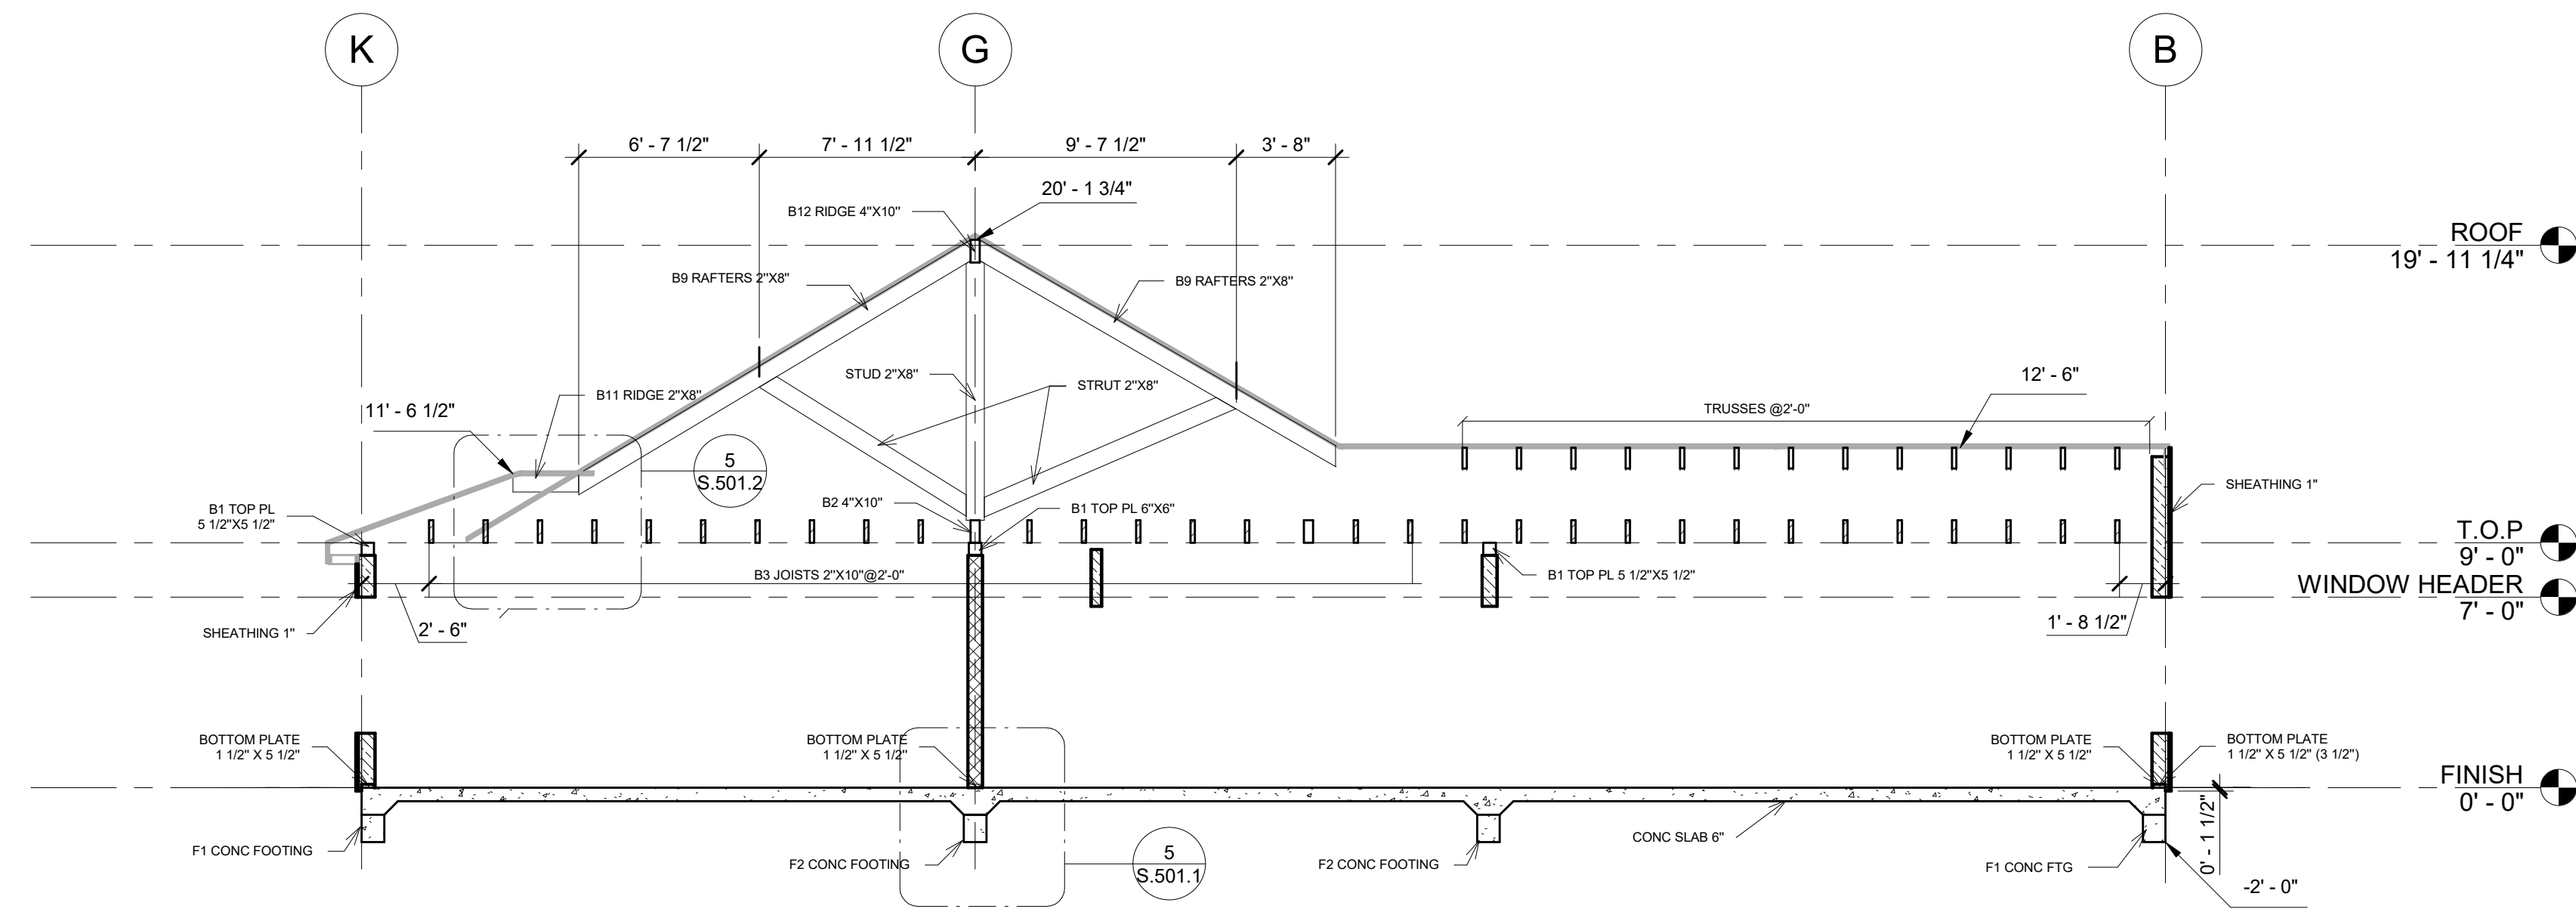 K
G
B
6' - 7 1/2"
7' - 11 1/2"
9' - 7 1/2"
3' - 8"
20' - 1 3/4"
B12 RIDGE 4"X10"
ROOF
19' - 11 1/4"
B9 RAFTERS 2"X8"
B9 RAFTERS 2"X8"
STUD 2"X8"
STRUT 2"X8"
12' - 6"
B11 RIDGE 2"X8"
11' - 6 1/2"
TRUSSES @2'-0"
5
S.501.2
SHEATHING 1"
B2 4"X10"
B1 TOP PL 6"X6"
B1 TOP PL
5 1/2"X5 1/2"
T.O.P
9' - 0"
B3 JOISTS 2"X10"@2'-0"
B1 TOP PL 5 1/2"X5 1/2"
WINDOW HEADER
7' - 0"
SHEATHING 1"
2' - 6"
1' - 8 1/2"
BOTTOM PLATE
1 1/2" X 5 1/2"
BOTTOM PLATE
1 1/2" X 5 1/2"
BOTTOM PLATE
1 1/2" X 5 1/2"
BOTTOM PLATE
1 1/2" X 5 1/2" (3 1/2")
FINISH
0' - 0"
0' - 1 1/2"
CONC SLAB 6"
F1 CONC FOOTING
F2 CONC FOOTING
5
S.501.1
F2 CONC FOOTING
F1 CONC FTG
-2' - 0"